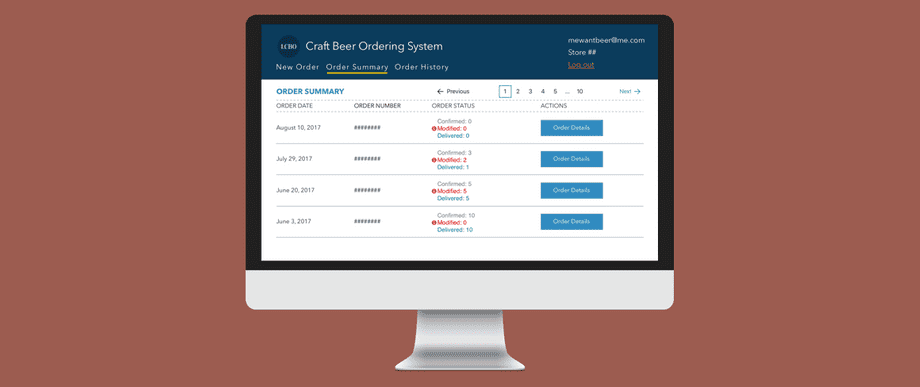 LCBO
Craft Beer Ordering System
mewantbeer@me.com
Store ##
Log out
New Order Order Summary Order History
ORDER SUMMARY
← Previous 1 2 3 4 5 ... 10 Next →
ORDER DATE ORDER NUMBER ORDER STATUS ACTIONS
August 10, 2017 ######## Confirmed: 0
Modified: 0
Delivered: 0
Order Details
July 29, 2017 ######## Confirmed: 3
Modified: 2
Delivered: 1
Order Details
June 20, 2017 ######## Confirmed: 5
Modified: 5
Delivered: 5
Order Details
June 3, 2017 ######## Confirmed: 10
Modified: 0
Delivered: 10
Order Details